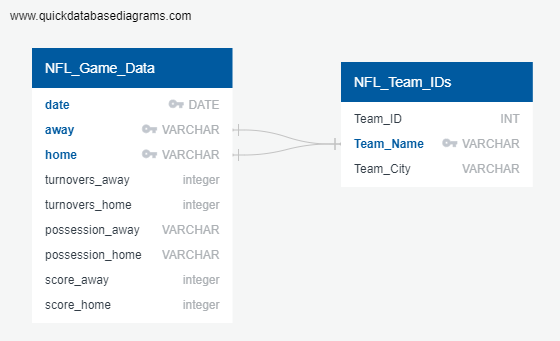 www.quickdatabasediagrams.com
NFL_Game_Data
date DATE
away VARCHAR
home VARCHAR
turnovers_away integer
turnovers_home integer
possession_away VARCHAR
possession_home VARCHAR
score_away integer
score_home integer
NFL_Team_IDs
Team_ID INT
Team_Name VARCHAR
Team_City VARCHAR